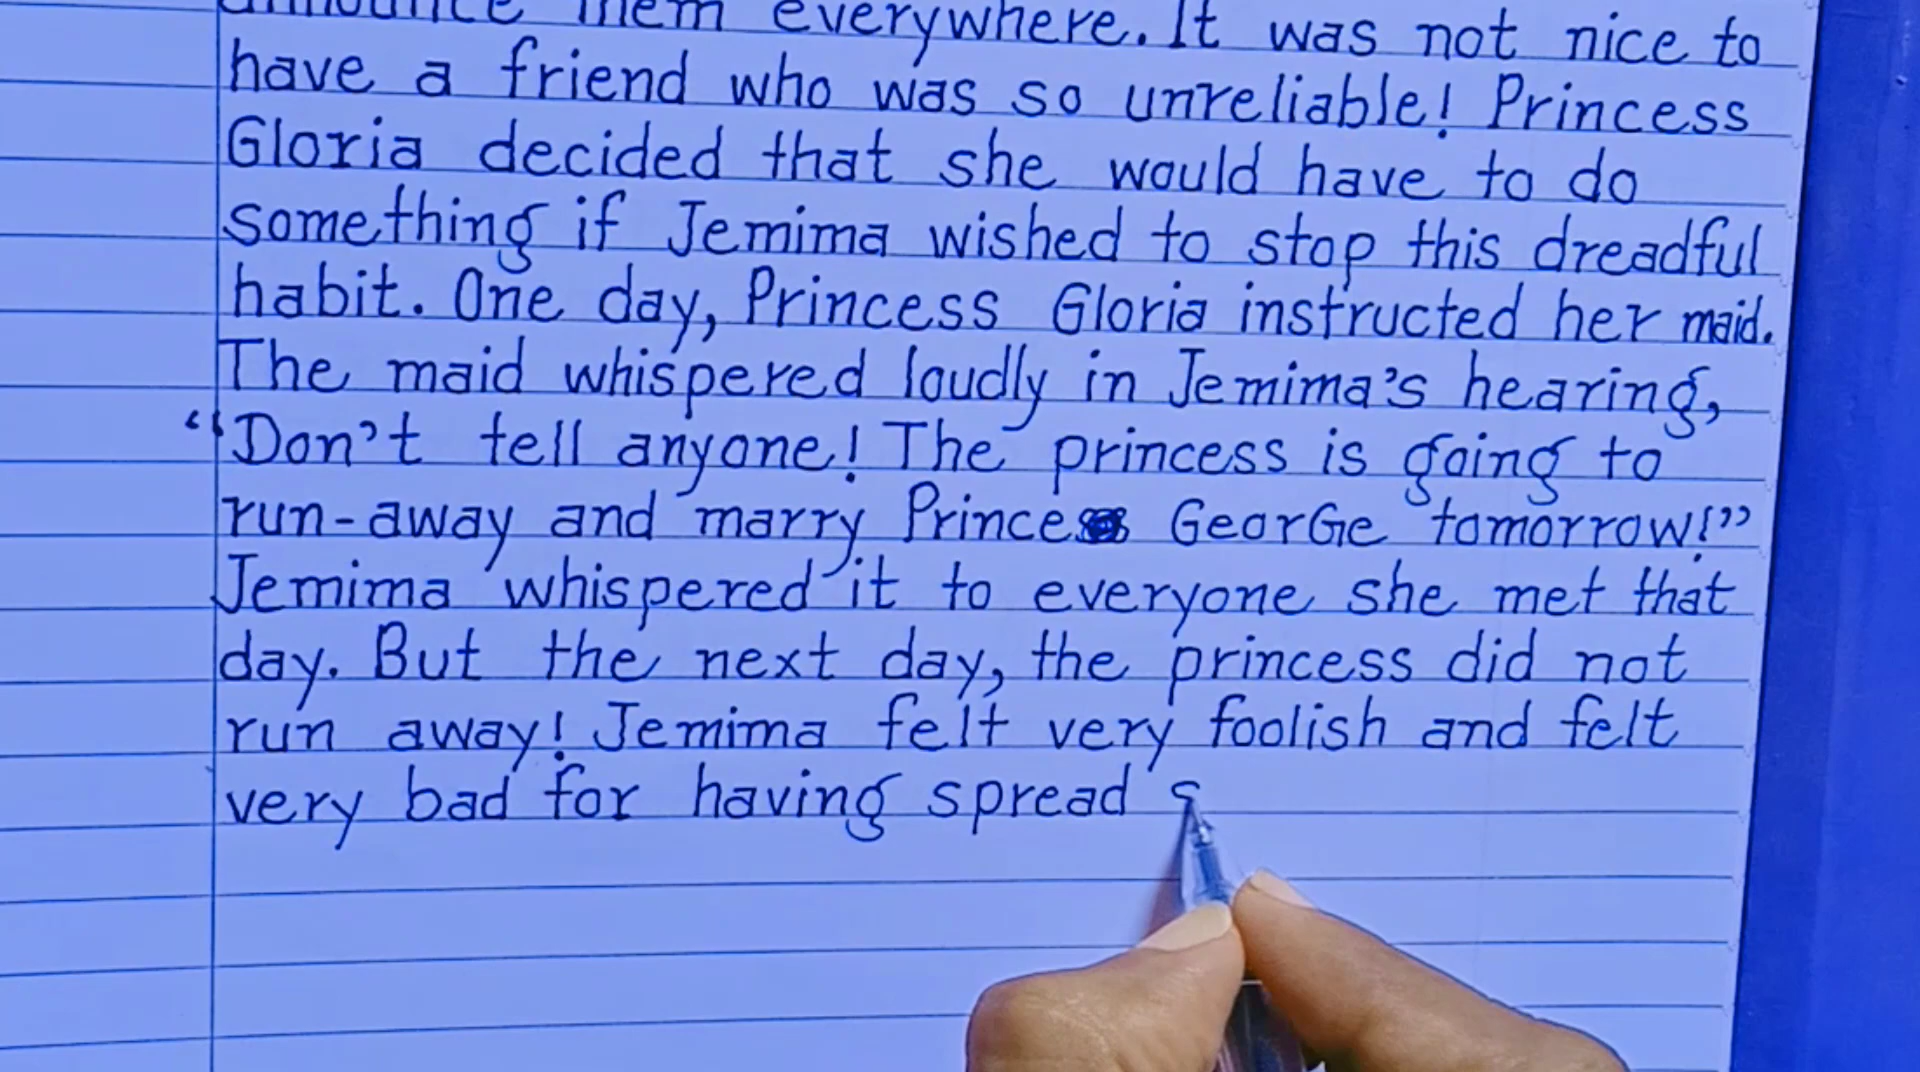 announce them everywhere. It was not nice to
have a friend who was so unreliable! Princess
Gloria decided that she would have to do
something if Jemima wished to stop this dreadful
habit. One day, Princess Gloria instructed her maid.
The maid whispered loudly in Jemima's hearing,
"Don't tell anyone! The princess is going to
run-away and marry Prince GeorGe tomorrow!"
Jemima whispered it to everyone she met that
day. But the next day, the princess did not
run away! Jemima felt very foolish and felt
very bad for having spread s